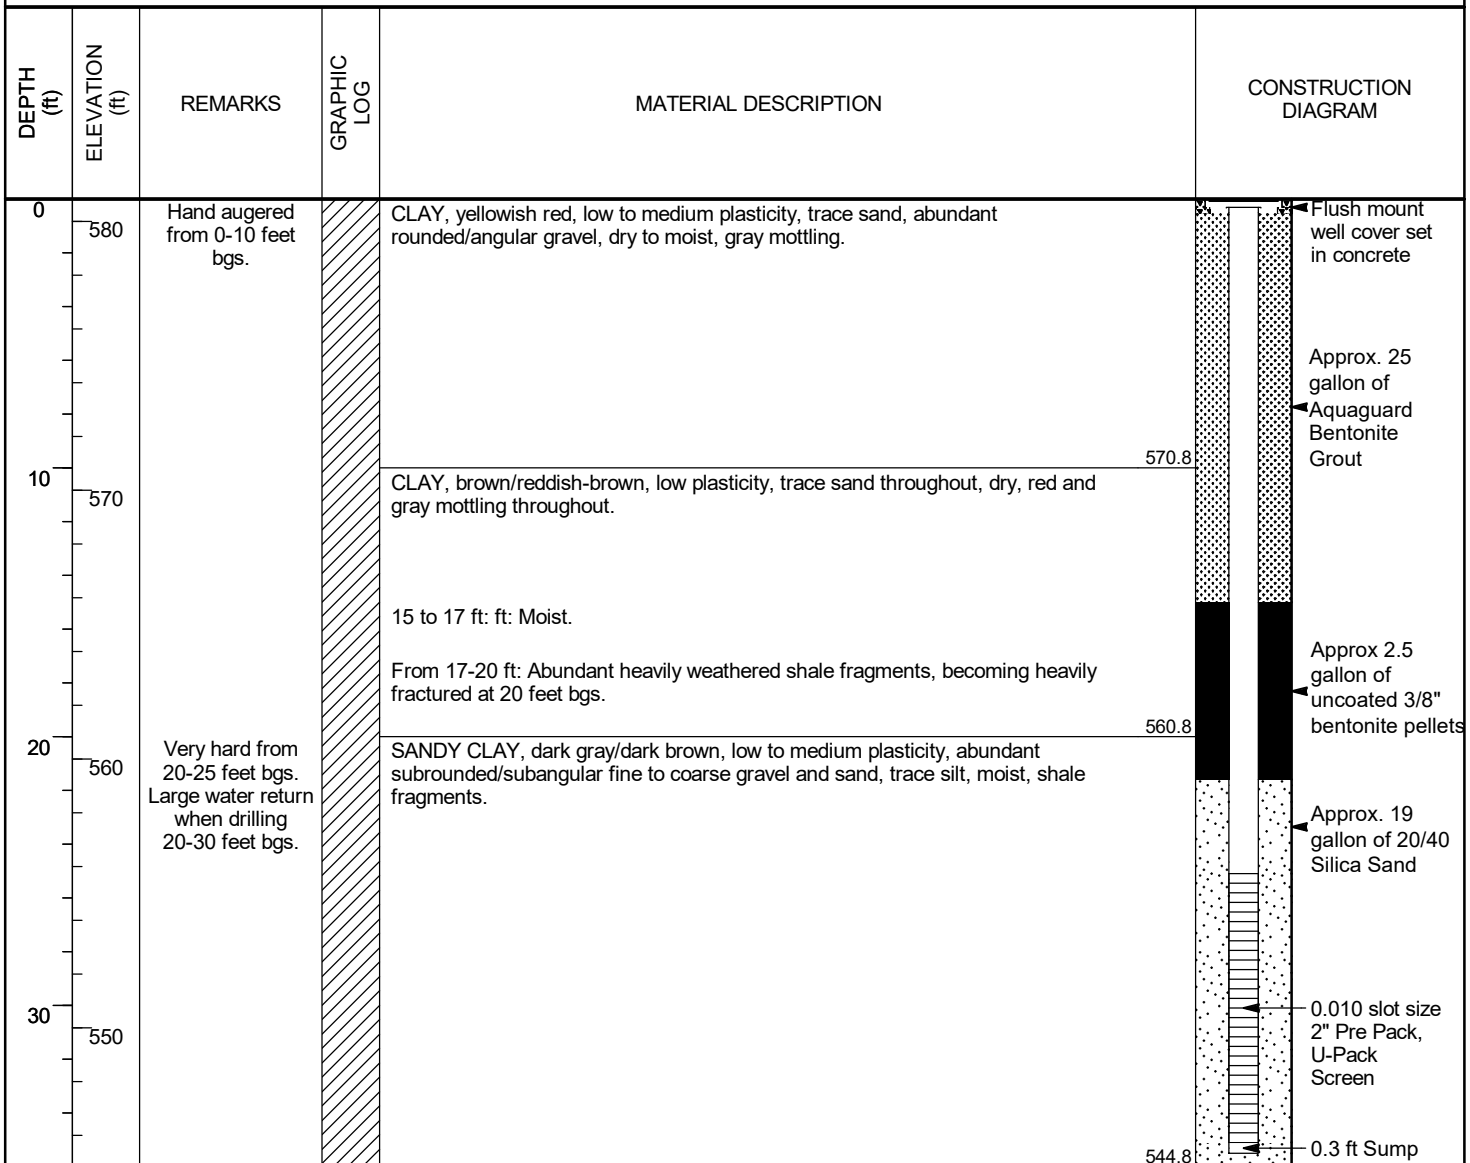 DEPTH
(ft)
ELEVATION
(ft)
REMARKS
GRAPHIC
LOG
MATERIAL DESCRIPTION
CONSTRUCTION
DIAGRAM
0
580
Hand augered
from 0-10 feet
bgs.
CLAY, yellowish red, low to medium plasticity, trace sand, abundant
rounded/angular gravel, dry to moist, gray mottling.
Flush mount
well cover set
in concrete
Approx. 25
gallon of
Aquaguard
Bentonite
Grout
570.8
10
570
CLAY, brown/reddish-brown, low plasticity, trace sand throughout, dry, red and
gray mottling throughout.
15 to 17 ft: ft: Moist.
From 17-20 ft: Abundant heavily weathered shale fragments, becoming heavily
fractured at 20 feet bgs.
Approx 2.5
gallon of
uncoated 3/8"
bentonite pellets
560.8
20
560
Very hard from
20-25 feet bgs.
Large water return
when drilling
20-30 feet bgs.
SANDY CLAY, dark gray/dark brown, low to medium plasticity, abundant
subrounded/subangular fine to coarse gravel and sand, trace silt, moist, shale
fragments.
Approx. 19
gallon of 20/40
Silica Sand
30
550
0.010 slot size
2" Pre Pack,
U-Pack
Screen
0.3 ft Sump
544.8